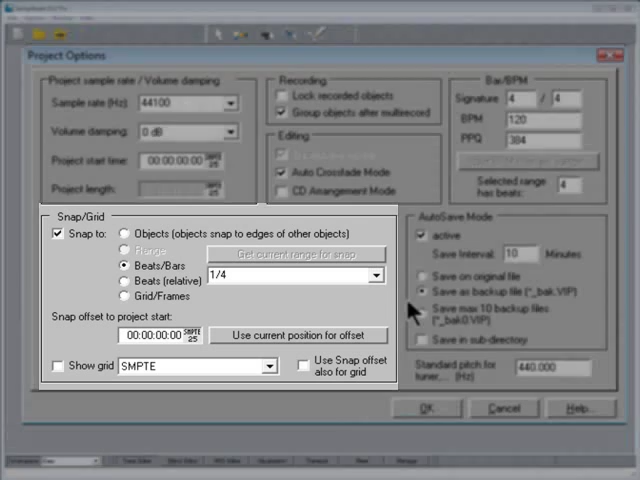 Project Options
Project sample rate / Volume damping
Sample rate (Hz): 44100
Volume damping: 0 dB
Project start time: 00:00:00:00 SMPTE 25
Project length:
Recording
Lock recorded objects
Group objects after multirecord
Editing
Auto Crossfade Mode
CD Arrangement Mode
Bar/BPM
Signature 4 / 4
BPM 120
PPQ 384
Selected range has beats: 4
Snap/Grid
Snap to:
Objects (objects snap to edges of other objects)
Range
Get current range for snap
Beats/Bars
1/4
Beats (relative)
Grid/Frames
Snap offset to project start:
00:00:00:00 SMPTE 25
Use current position for offset
Show grid SMPTE
Use Snap offset
also for grid
AutoSave Mode
active
Save Interval: 10 Minutes
Save on original file
Save as backup file (*_bak.VIP)
Save max 10 backup files
(*_bak0.VIP)
Save in sub-directory
Standard pitch for
tuner,... (Hz) 440.000
OK
Cancel
Help...